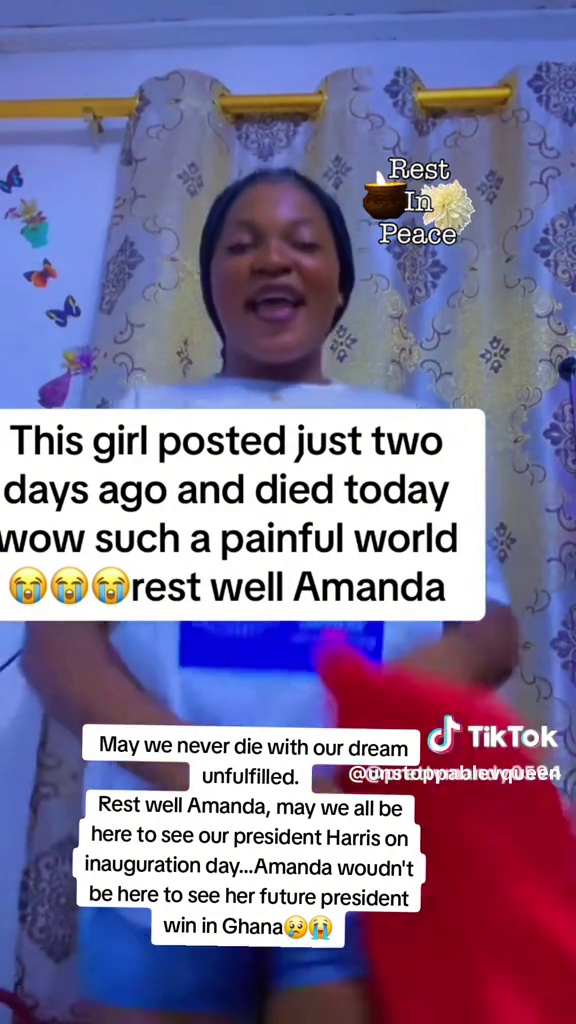 Rest
In
Peace
This girl posted just two
days ago and died today
wow such a painful world
😭😭😭rest well Amanda
May we never die with our dream
unfulfilled.
Rest well Amanda, may we all be
here to see our president Harris on
inauguration day...Amanda woudn't
be here to see her future president
win in Ghana😢😭
TikTok